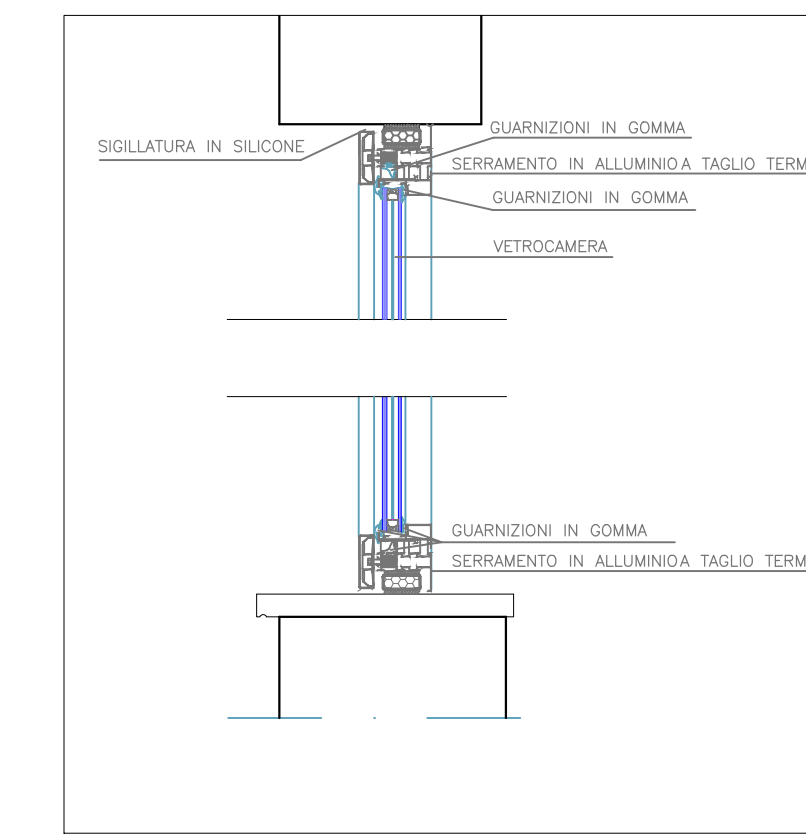 GUARNIZIONI IN GOMMA
SIGILLATURA IN SILICONE
SERRAMENTO IN ALLUMINIO A TAGLIO TERM
GUARNIZIONI IN GOMMA
VETROCAMERA
GUARNIZIONI IN GOMMA
SERRAMENTO IN ALLUMINIO A TAGLIO TERM